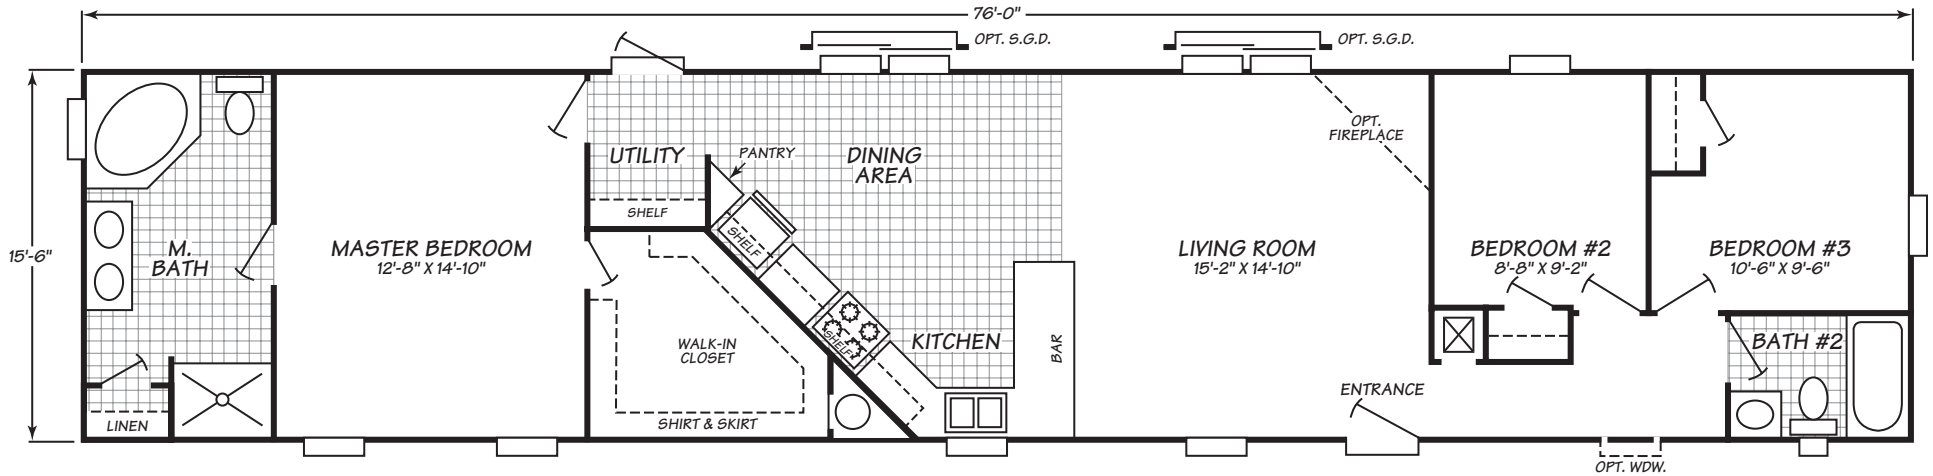 76'-0"
OPT. S.G.D.
OPT. S.G.D.
15'-6"
OPT.
FIREPLACE
UTILITY
PANTRY
DINING
AREA
SHELF
SHELF
M.
BATH
MASTER BEDROOM
12'-8" X 14'-10"
LIVING ROOM
15'-2" X 14'-10"
BEDROOM #2
8'-8" X 9'-2"
BEDROOM #3
10'-6" X 9'-6"
WALK-IN
CLOSET
SHELF
KITCHEN
BAR
BATH #2
ENTRANCE
LINEN
SHIRT & SKIRT
OPT. WDW.